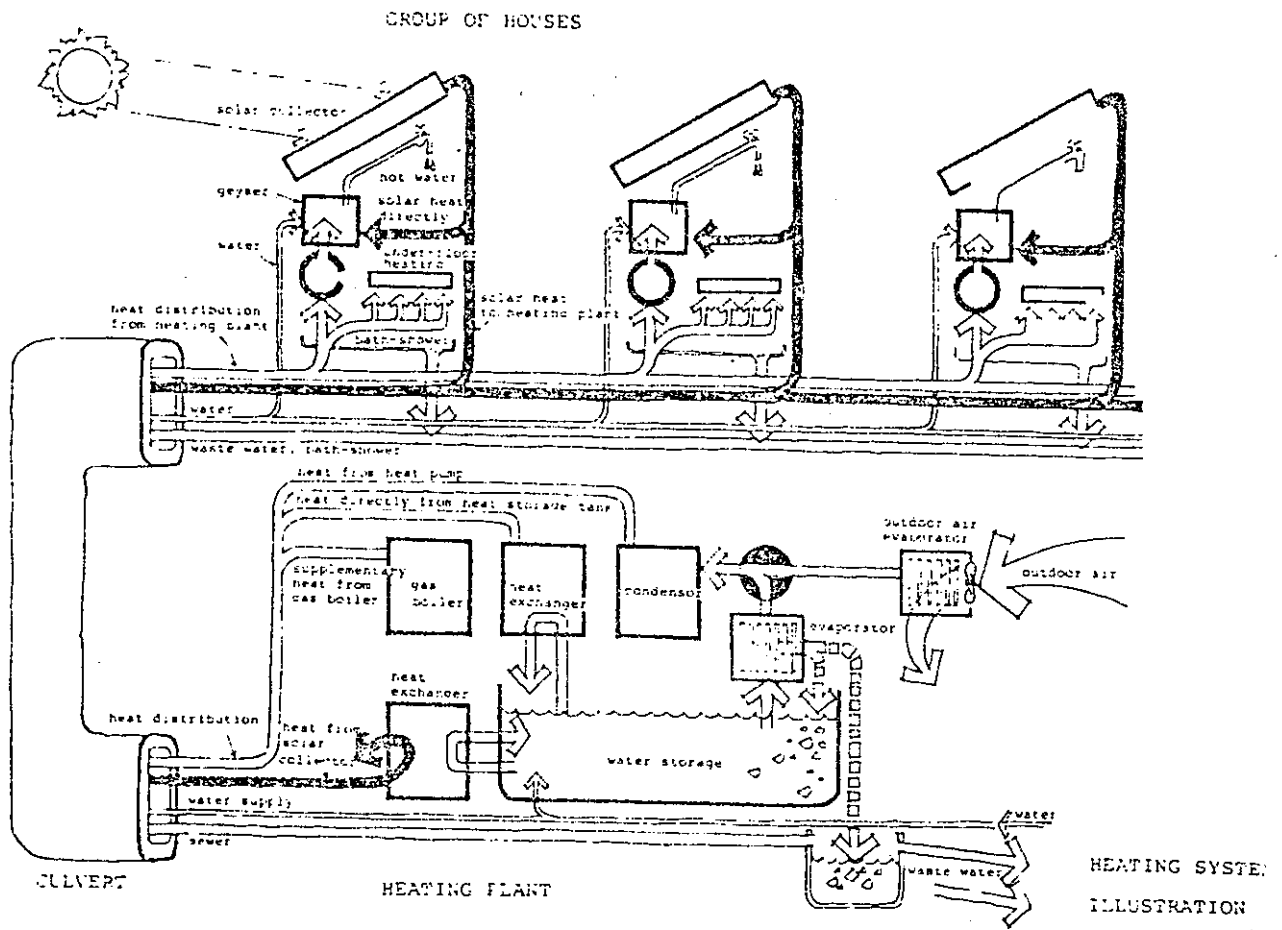 GROUP OF HOUSES
solar collector
hot water
geyser
solar heat
directly
water
underfloor
heating
heat distribution
from heating plant
solar heat
to heating plant
bath-shower
water
waste water, bath-shower
heat from heat pump
heat directly from heat storage tank
outdoor air
evaporator
outdoor air
supplementary
heat from
gas boiler
gas
boiler
heat
exchanger
condensor
evaporator
heat
exchanger
heat distribution
heat from
solar
collector
water storage
water supply
water
sewer
waste water
CULVERT
HEATING PLANT
HEATING SYSTEM
ILLUSTRATION